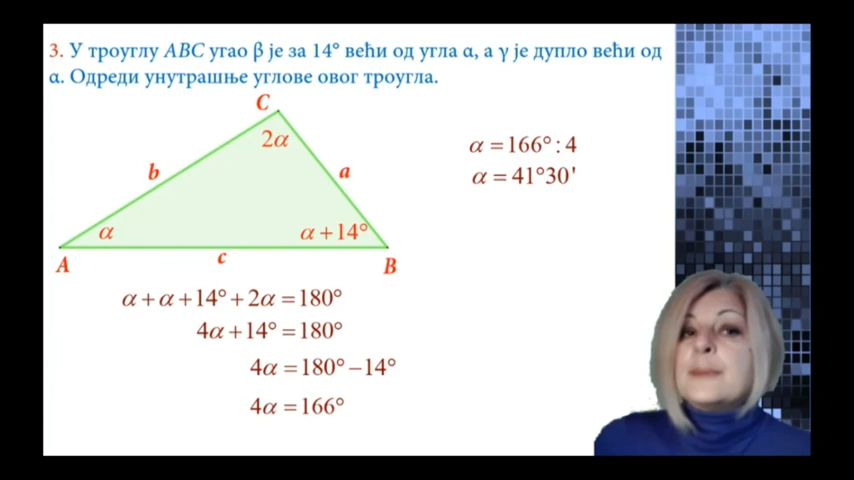 3. У троуглу ABC угао β је за 14° већи од угла α, а γ је дупло већи од
α. Одреди унутрашње углове овог троугла.
C
2α
b
a
α
α + 14°
A
c
B
α + α + 14° + 2α = 180°
4α + 14° = 180°
4α = 180° − 14°
4α = 166°
α = 166° : 4
α = 41°30'